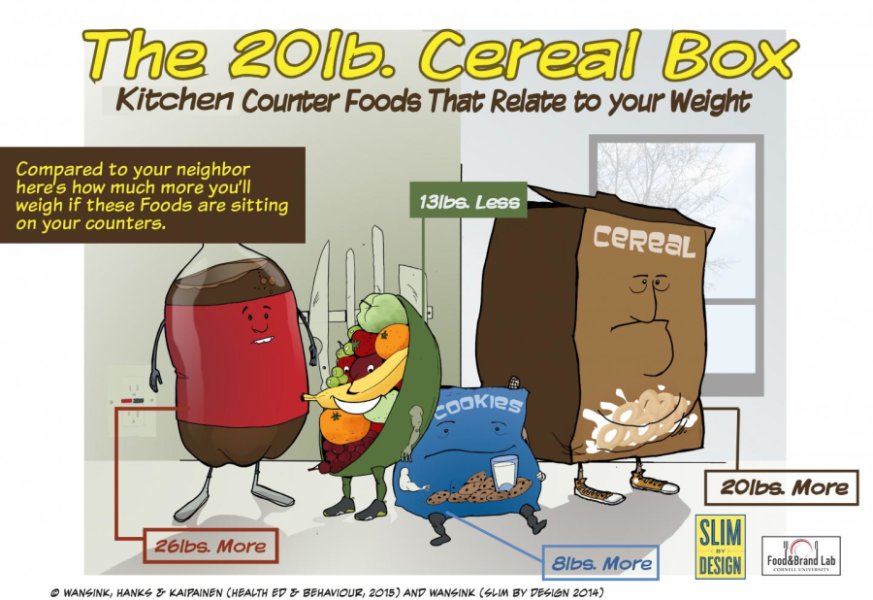 The 20lb. Cereal Box
Kitchen Counter Foods That Relate to your Weight
Compared to your neighbor
here's how much more you'll
weigh if these Foods are sitting
on your counters.
13lbs. Less
CEREAL
COOKIES
20lbs. More
26lbs. More
8lbs. More
SLIM
BY
DESIGN
Food&Brand Lab
CORNELL UNIVERSITY
© WANSINK, HANKS & KAIPAINEN (HEALTH ED & BEHAVIOUR, 2015) AND WANSINK (SLIM BY DESIGN 2014)